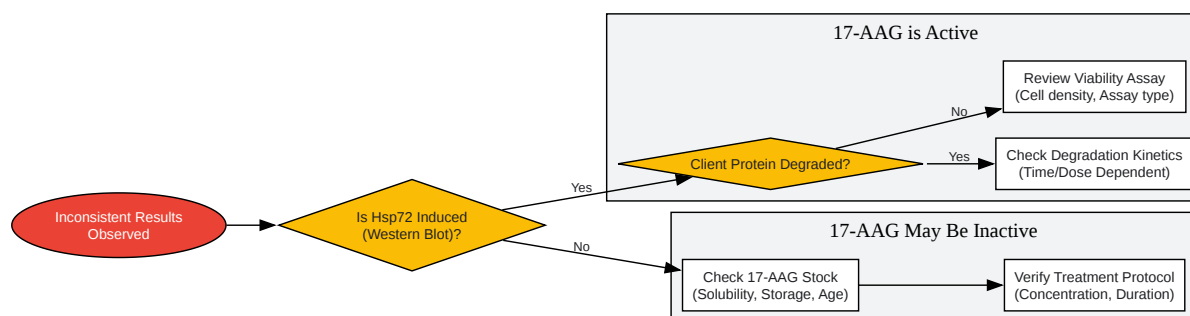 17-AAG is Active
Review Viability Assay
(Cell density, Assay type)
No
Client Protein Degraded?
Yes
Check Degradation Kinetics
(Time/Dose Dependent)
Inconsistent Results
Observed
Is Hsp72 Induced
(Western Blot)?
Yes
No
17-AAG May Be Inactive
Check 17-AAG Stock
(Solubility, Storage, Age)
Verify Treatment Protocol
(Concentration, Duration)